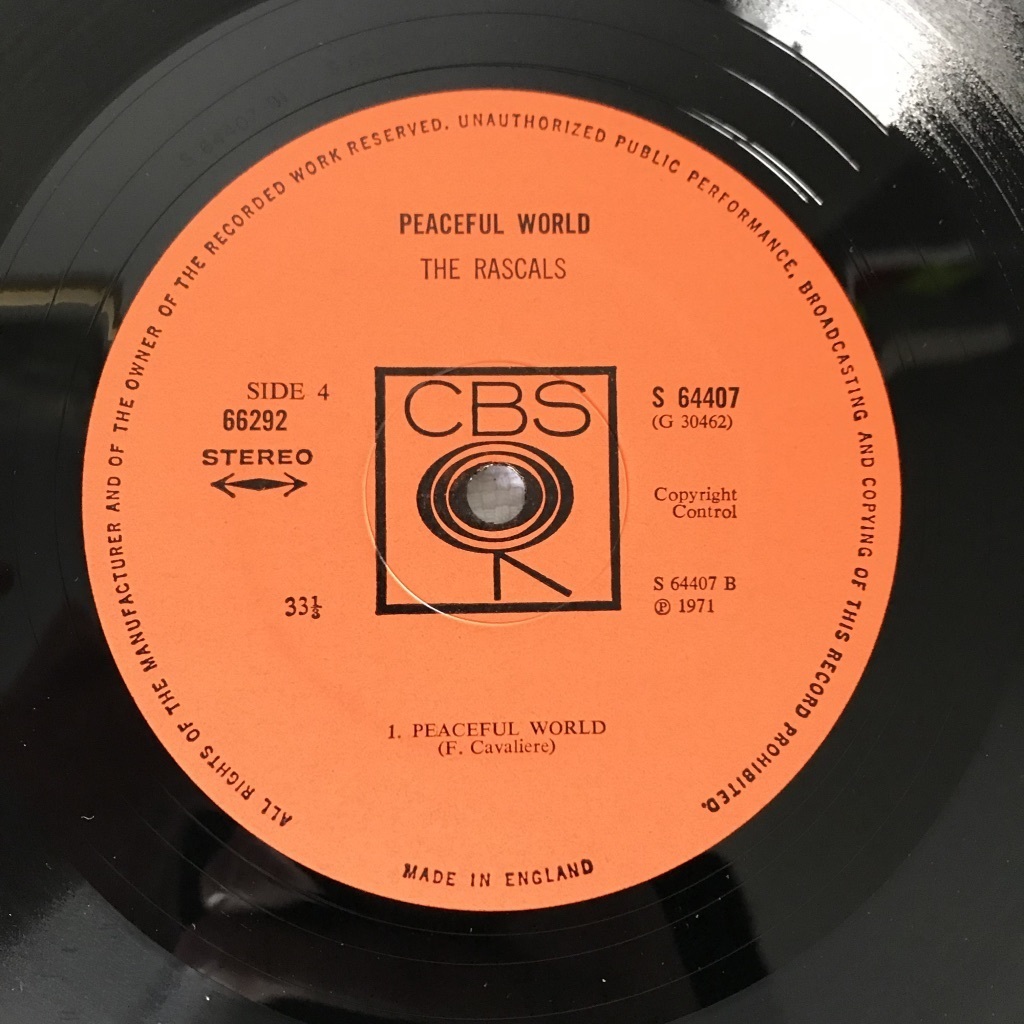 ALL RIGHTS OF THE MANUFACTURER AND OF THE OWNER OF THE RECORDED WORK RESERVED. UNAUTHORIZED PUBLIC PERFORMANCE, BROADCASTING AND COPYING OF THIS RECORD PROHIBITED.
PEACEFUL WORLD
THE RASCALS
SIDE 4
66292
STEREO
33⅓
CBS
S 64407
(G 30462)
Copyright
Control
S 64407 B
℗ 1971
1. PEACEFUL WORLD
(F. Cavaliere)
MADE IN ENGLAND